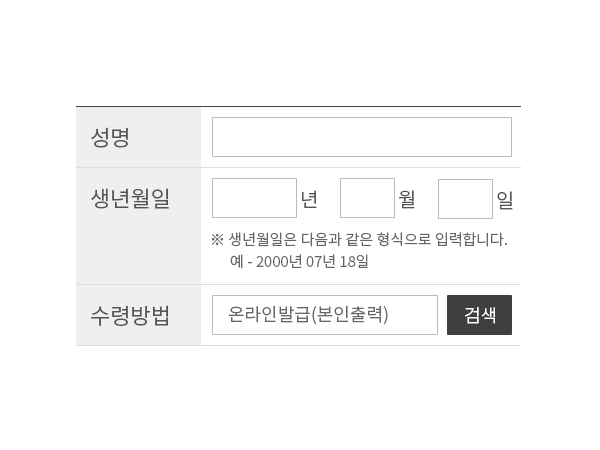 성명
생년월일 년 월 일
※ 생년월일은 다음과 같은 형식으로 입력합니다.
예 - 2000년 07년 18일
수령방법 온라인발급(본인출력) 검색